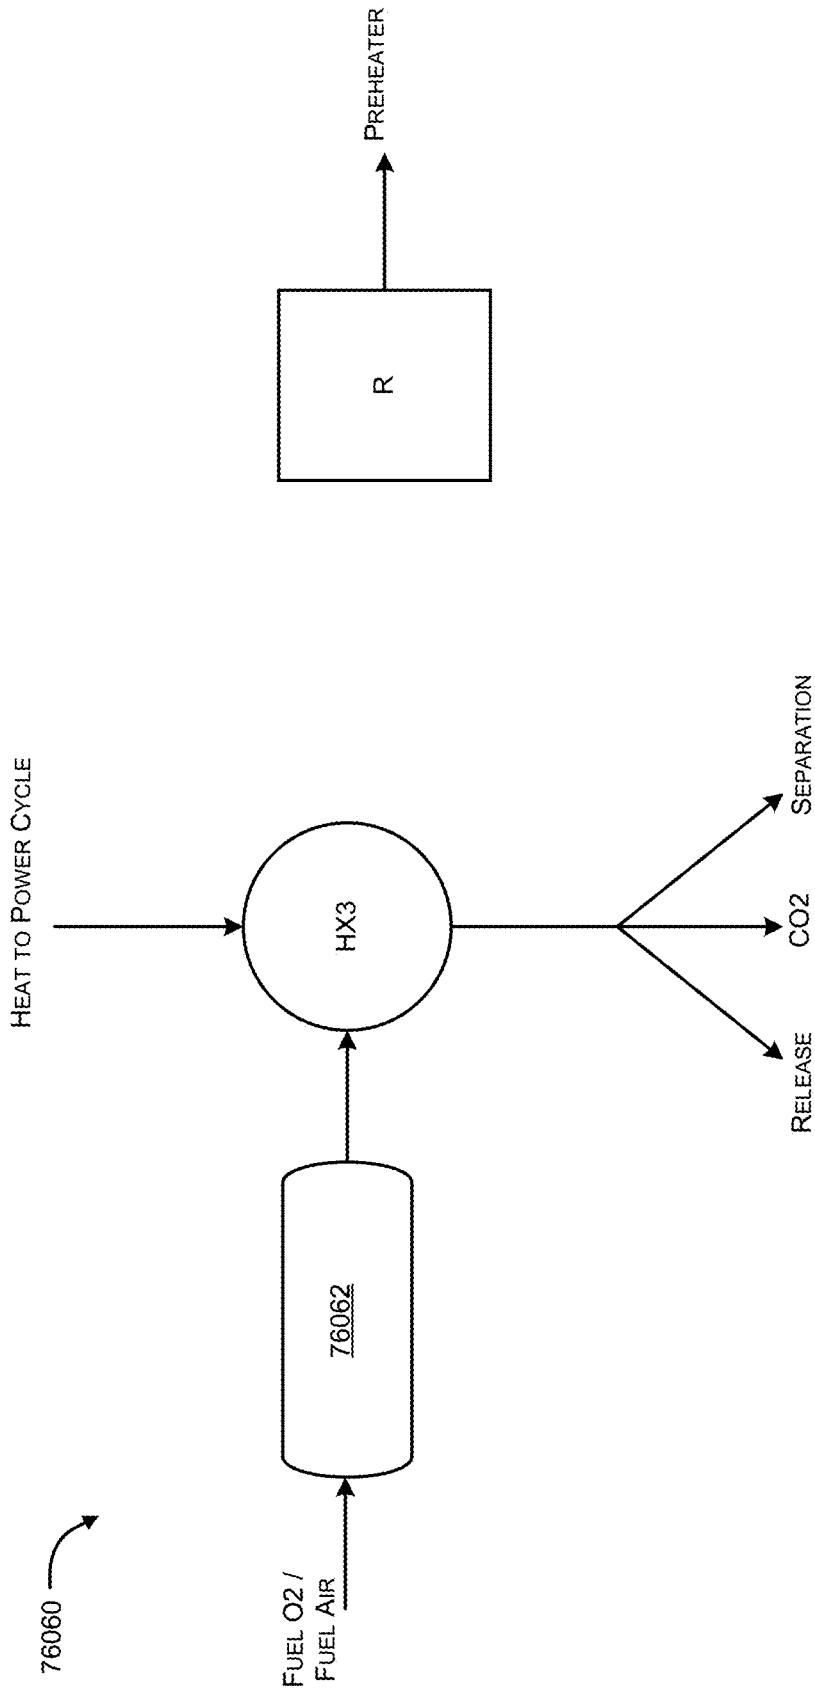 76060
HEAT TO POWER CYCLE
FUEL O2 /
FUEL AIR
76062
HX3
R
PREHEATER
RELEASE
CO2
SEPARATION